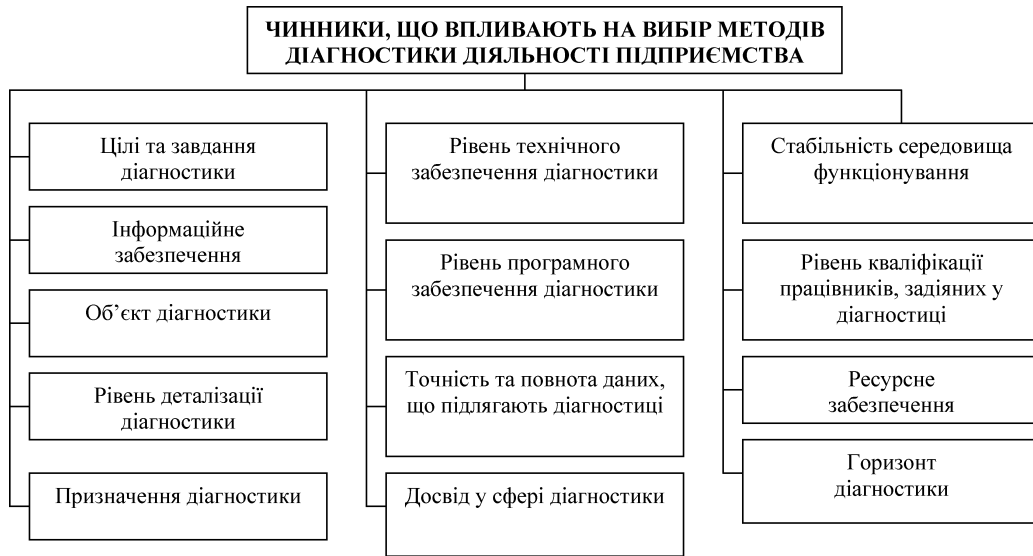 ЧИННИКИ, ЩО ВПЛИВАЮТЬ НА ВИБІР МЕТОДІВ
ДІАГНОСТИКИ ДІЯЛЬНОСТІ ПІДПРИЄМСТВА
Цілі та завдання
діагностики
Інформаційне
забезпечення
Об’єкт діагностики
Рівень деталізації
діагностики
Призначення діагностики
Рівень технічного
забезпечення діагностики
Рівень програмного
забезпечення діагностики
Точність та повнота даних,
що підлягають діагностиці
Досвід у сфері діагностики
Стабільність середовища
функціонування
Рівень кваліфікації
працівників, задіяних у
діагностиці
Ресурсне
забезпечення
Горизонт
діагностики